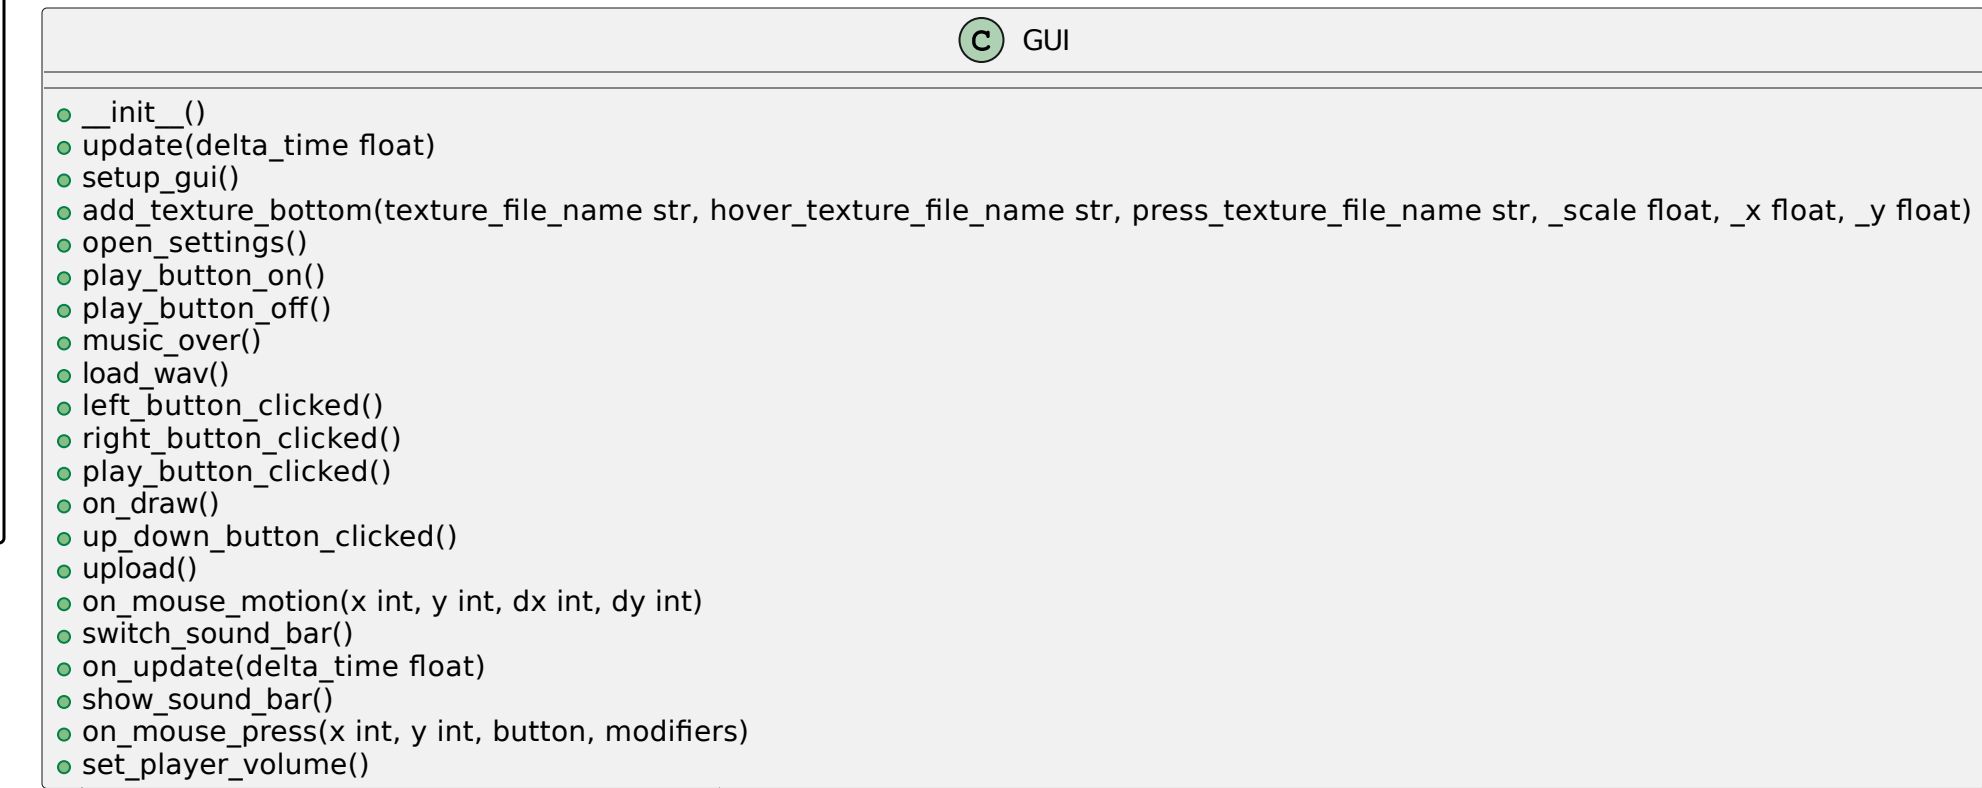 C GUI
__init__()
update(delta_time float)
setup_gui()
add_texture_bottom(texture_file_name str, hover_texture_file_name str, press_texture_file_name str, _scale float, _x float, _y float)
open_settings()
play_button_on()
play_button_off()
music_over()
load_wav()
left_button_clicked()
right_button_clicked()
play_button_clicked()
on_draw()
up_down_button_clicked()
upload()
on_mouse_motion(x int, y int, dx int, dy int)
switch_sound_bar()
on_update(delta_time float)
show_sound_bar()
on_mouse_press(x int, y int, button, modifiers)
set_player_volume()